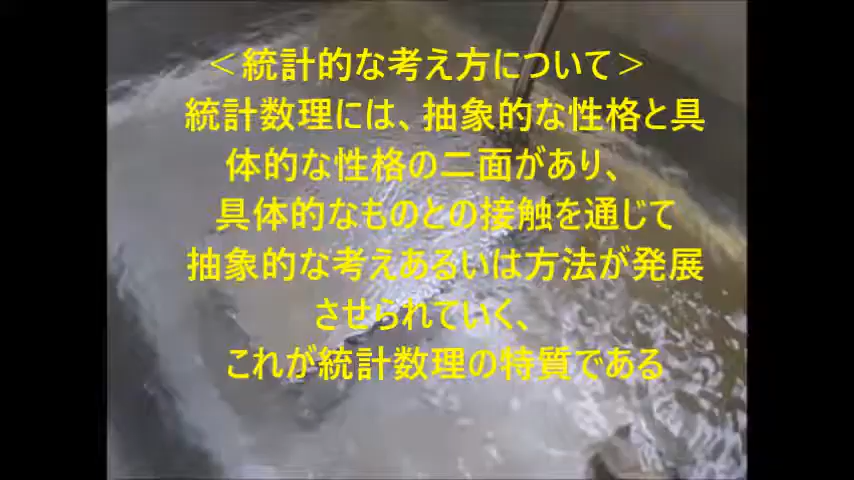 ＜統計的な考え方について＞
統計数理には、抽象的な性格と具
体的な性格の二面があり、
具体的なものとの接触を通じて
抽象的な考えあるいは方法が発展
させられていく、
これが統計数理の特質である